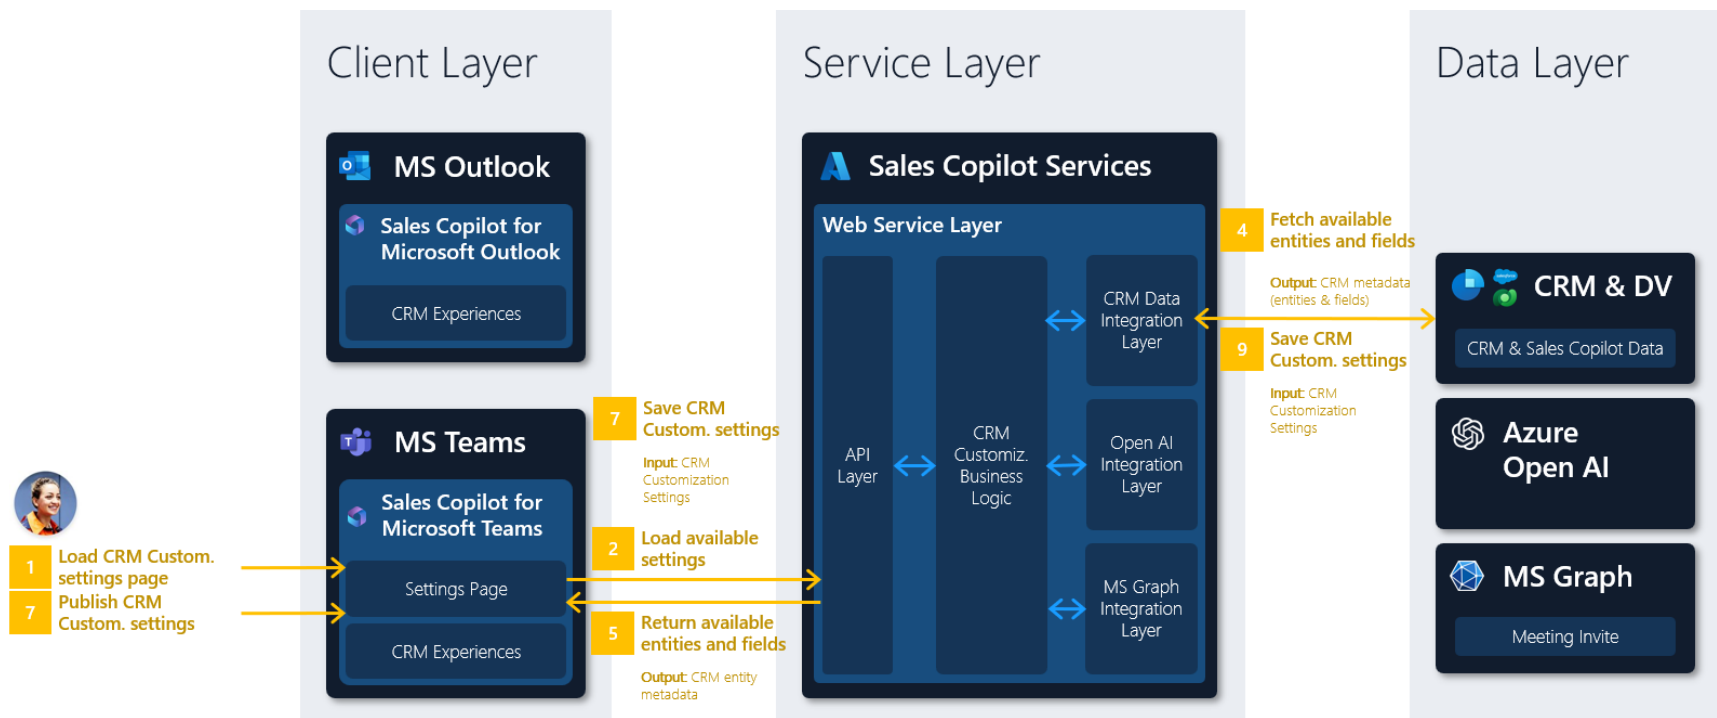 Client Layer
Service Layer
Data Layer
MS Outlook
Sales Copilot for
Microsoft Outlook
CRM Experiences
MS Teams
Sales Copilot for
Microsoft Teams
Settings Page
CRM Experiences
1
Load CRM Custom.
settings page
7
Publish CRM
Custom. settings
7
Save CRM
Custom. settings
Input: CRM
Customization
Settings
2
Load available
settings
5
Return available
entities and fields
Output: CRM entity
metadata
Sales Copilot Services
Web Service Layer
API
Layer
CRM
Customiz.
Business
Logic
CRM Data
Integration
Layer
Open AI
Integration
Layer
MS Graph
Integration
Layer
4
Fetch available
entities and fields
Output: CRM metadata
(entities & fields)
9
Save CRM
Custom. settings
Input: CRM
Customization
Settings
CRM & DV
CRM & Sales Copilot Data
Azure
Open AI
MS Graph
Meeting Invite